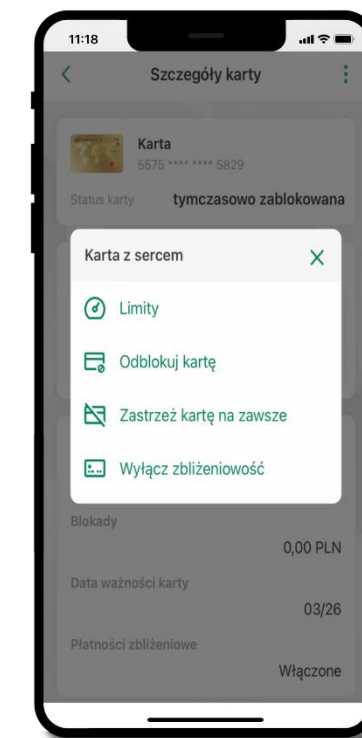 11:18
Szczegóły karty
Karta
5575 **** **** 5829
Status karty tymczasowo zablokowana
Karta z sercem
Limity
Odblokuj kartę
Zastrzeż kartę na zawsze
Wyłącz zbliżeniowość
Blokady
0,00 PLN
Data ważności karty
03/26
Płatności zbliżeniowe
Włączone